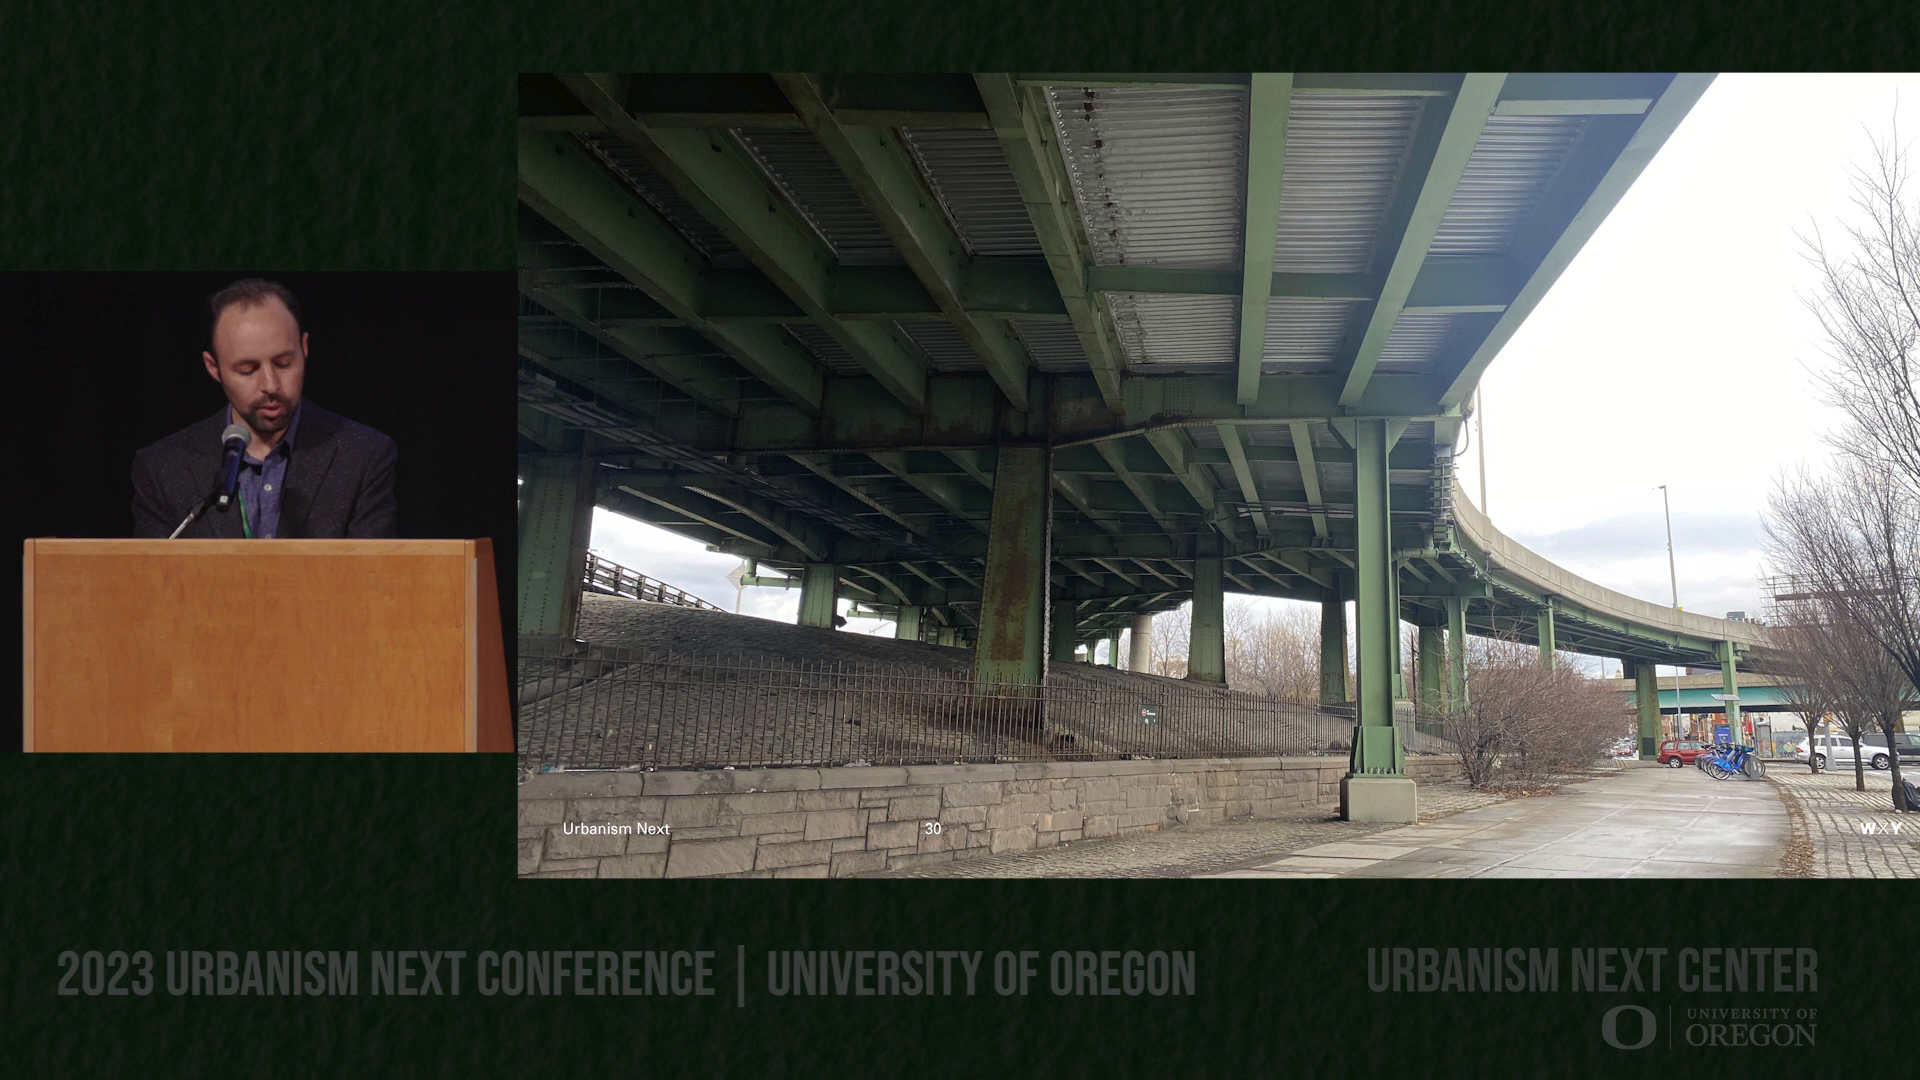 Urbanism Next
30
WXY
2023 URBANISM NEXT CONFERENCE | UNIVERSITY OF OREGON
URBANISM NEXT CENTER
O | UNIVERSITY OF
OREGON